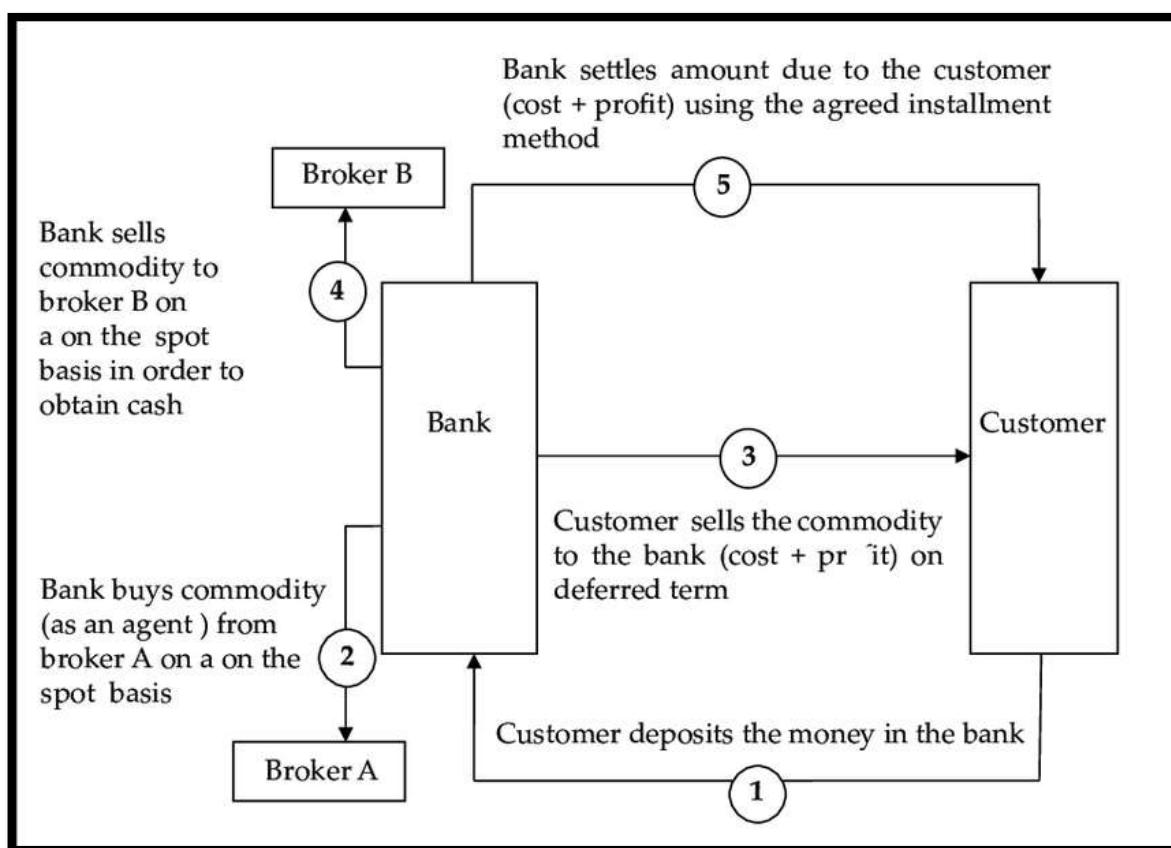 Bank settles amount due to the customer
(cost + profit) using the agreed installment
method
5
Broker B
Bank sells
commodity to
broker B on
a on the spot
basis in order to
obtain cash
4
Bank
Customer
3
Customer sells the commodity
to the bank (cost + pr it) on
deferred term
Bank buys commodity
(as an agent ) from
broker A on a on the
spot basis
2
Broker A
Customer deposits the money in the bank
1